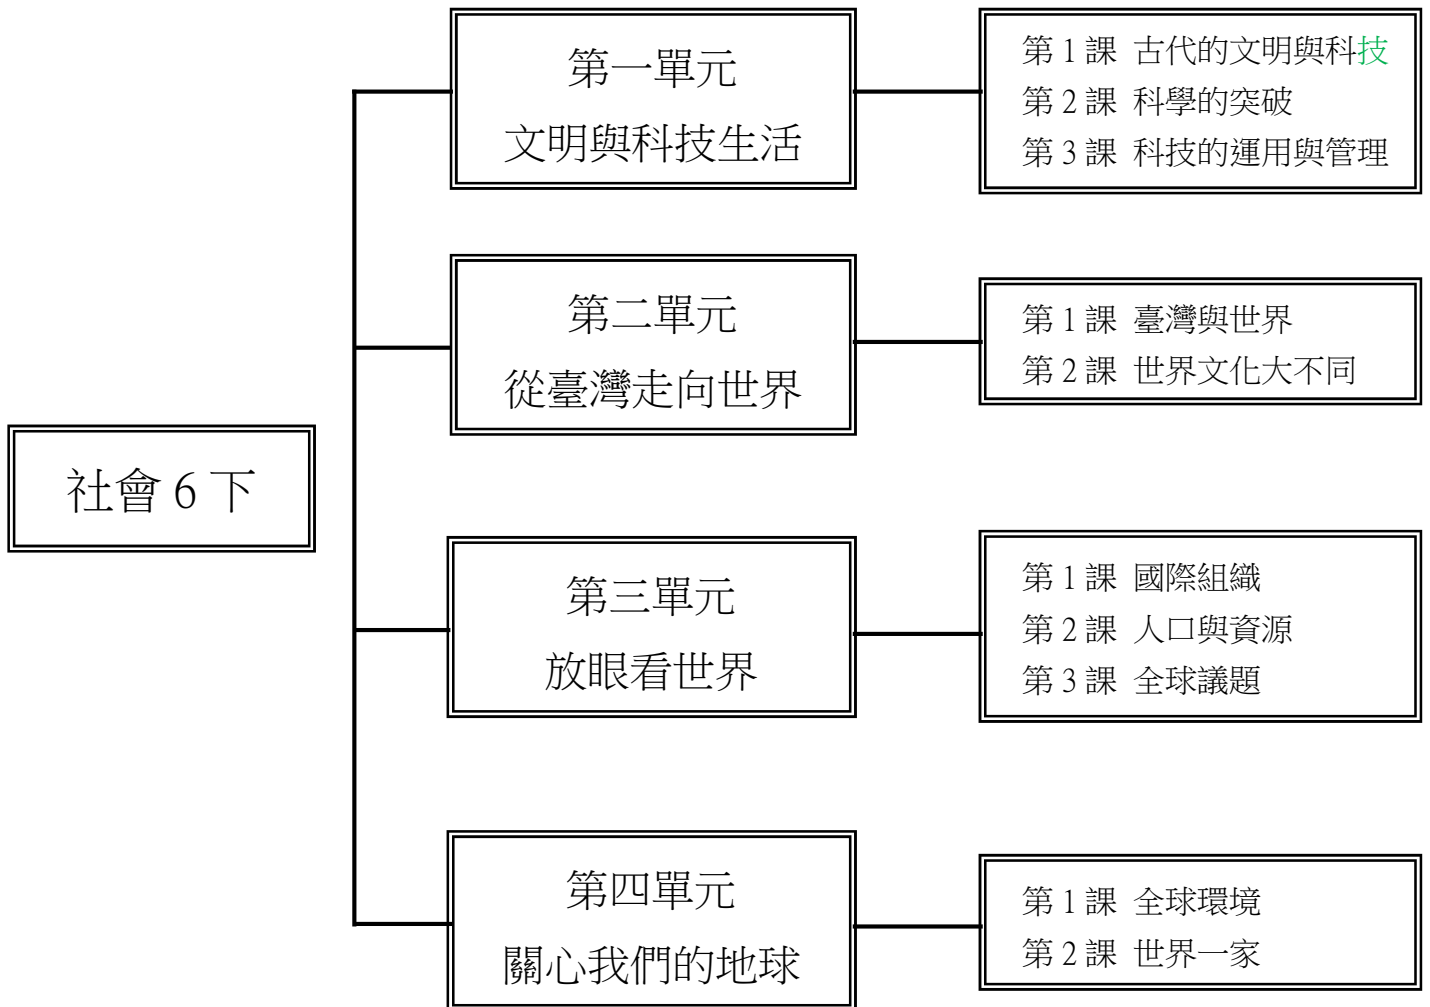 社會 6 下
第一單元
文明與科技生活
第 1 課 古代的文明與科技
第 2 課 科學的突破
第 3 課 科技的運用與管理
第二單元
從臺灣走向世界
第 1 課 臺灣與世界
第 2 課 世界文化大不同
第三單元
放眼看世界
第 1 課 國際組織
第 2 課 人口與資源
第 3 課 全球議題
第四單元
關心我們的地球
第 1 課 全球環境
第 2 課 世界一家